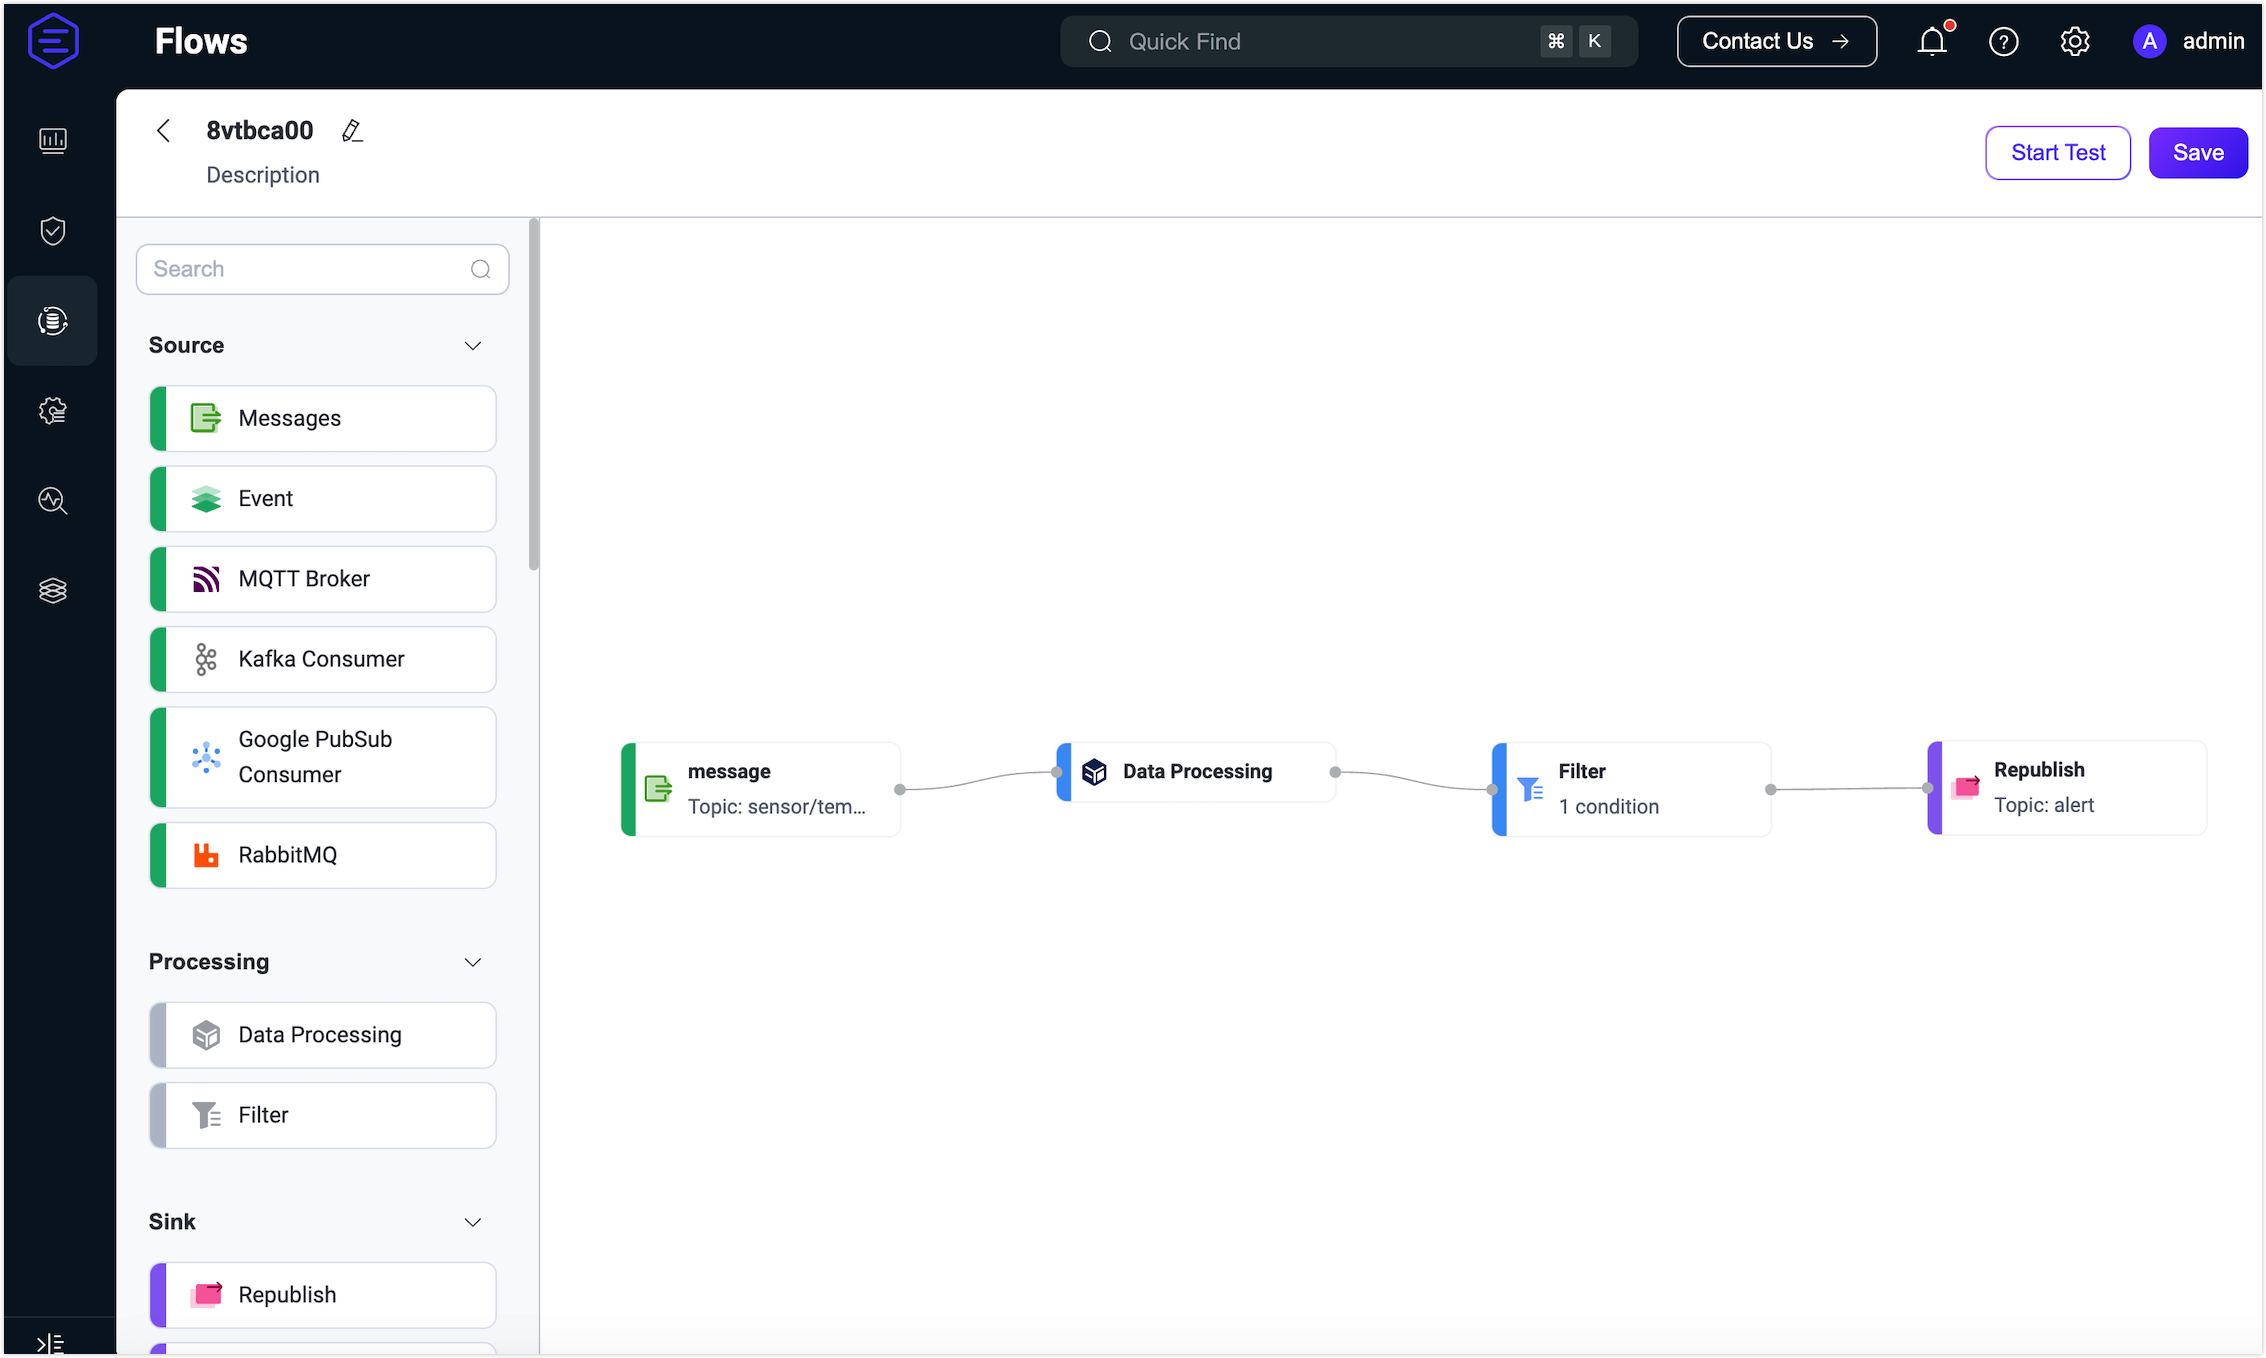 Flows
Quick Find
⌘ K
Contact Us →
A
admin
8vtbca00
Description
Start Test
Save
Search
Source
Messages
Event
MQTT Broker
Kafka Consumer
Google PubSub
Consumer
RabbitMQ
Processing
Data Processing
Filter
Sink
Republish
message
Topic: sensor/tem...
Data Processing
Filter
1 condition
Republish
Topic: alert